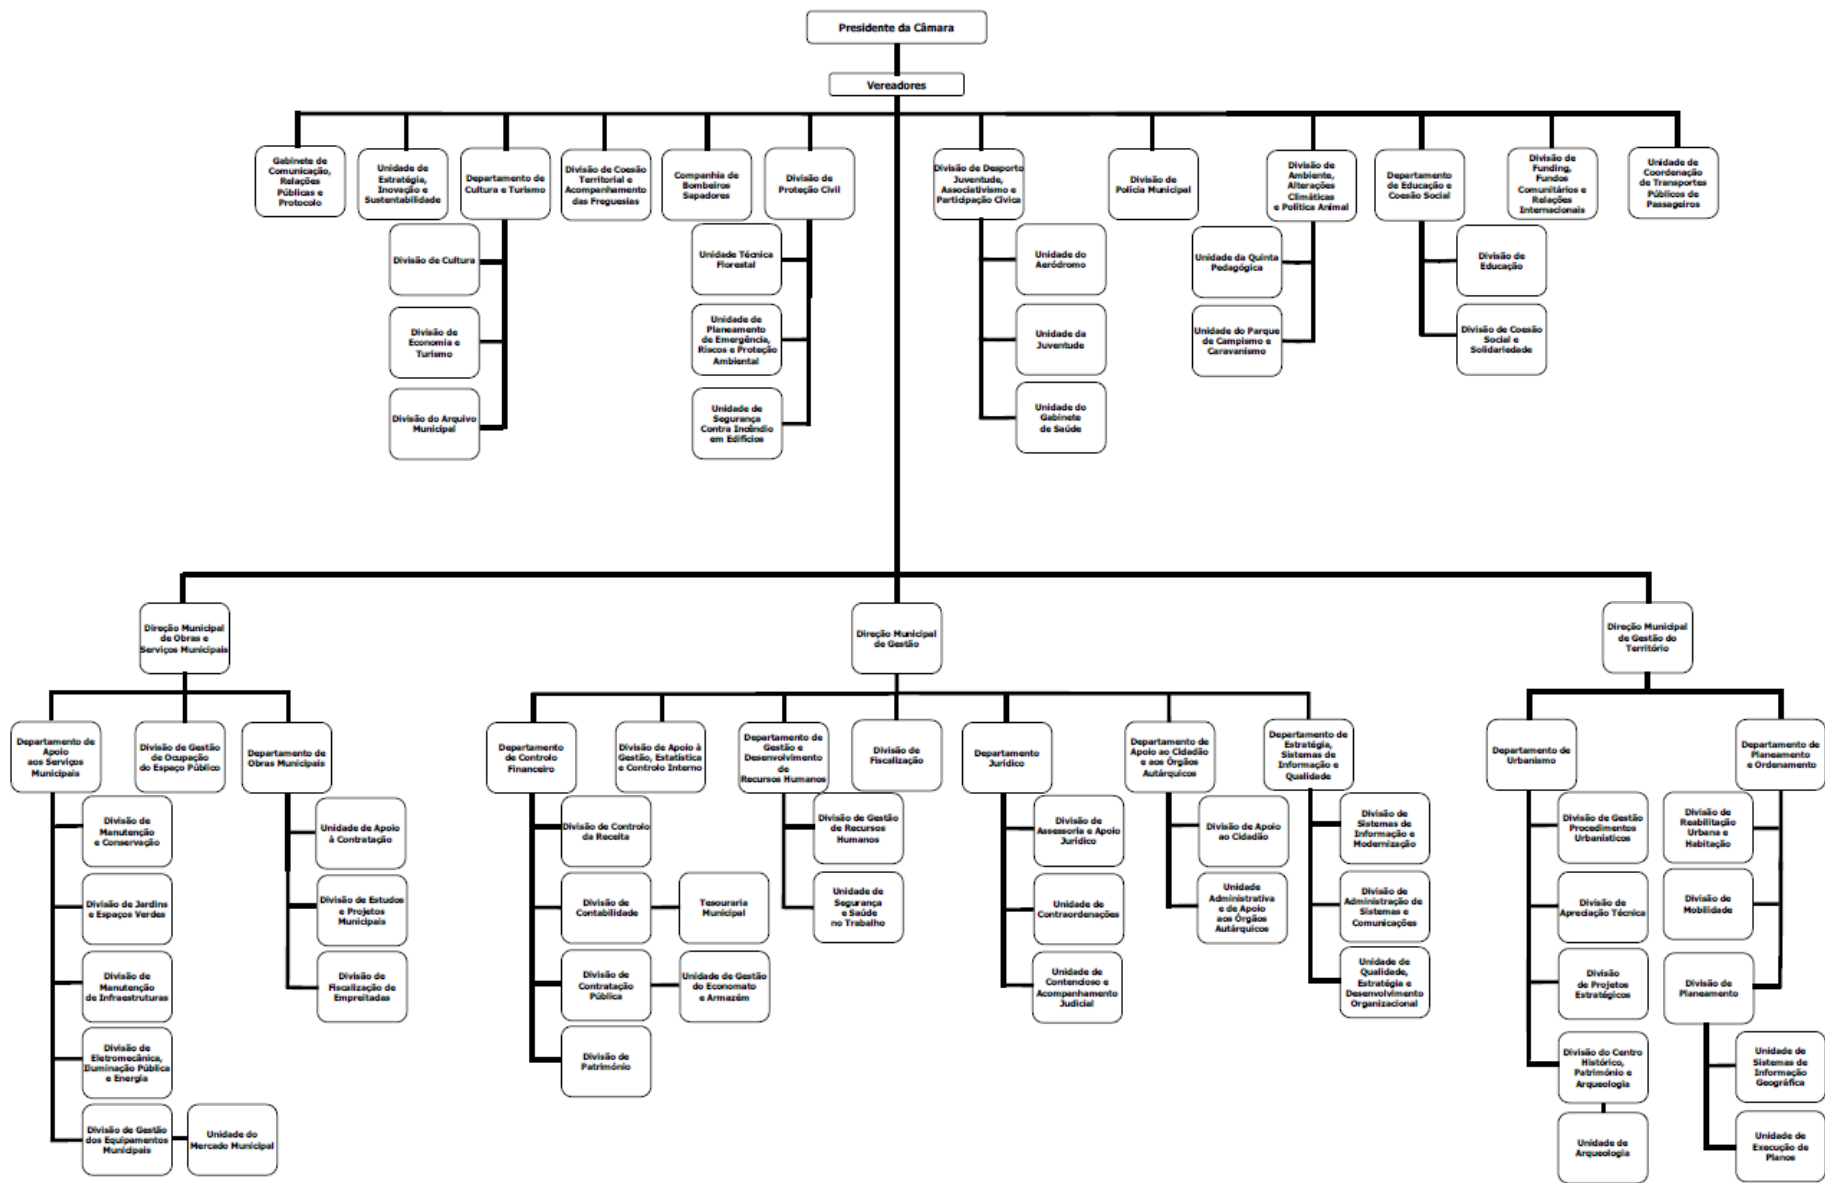 Presidente da Câmara
Vereadores
Gabinete de
Comunicação,
Relações
Públicas e
Protocolo
Unidade de
Estratégia,
Inovação e
Sustentabilidade
Departamento de
Cultura e Turismo
Divisão de Coesão
Territorial e
Acompanhamento
das Freguesias
Companhia de
Bombeiros
Sapadores
Divisão de
Proteção Civil
Divisão de Desporto
Juventude,
Associativismo e
Participação Cívica
Divisão de
Polícia Municipal
Divisão de
Ambiente,
Alterações
Climáticas
e Política Animal
Departamento
de Educação e
Coesão Social
Divisão de
Funding,
Fundos
Comunitários e
Relações
Internacionais
Unidade de
Coordenação
de Transportes
Públicos de
Passageiros
Divisão de Cultura
Divisão de
Economia e
Turismo
Divisão do Arquivo
Municipal
Unidade Técnica
Florestal
Unidade de
Planeamento
de Emergência,
Riscos e Proteção
Ambiental
Unidade de
Segurança
Contra Incêndio
em Edifícios
Unidade do
Aeródromo
Unidade da
Juventude
Unidade do
Gabinete
de Saúde
Unidade da Quinta
Pedagógica
Unidade do Parque
de Campismo e
Caravanismo
Divisão de
Educação
Divisão de Coesão
Social e
Solidariedade
Direção Municipal
de Obras e
Serviços Municipais
Direção Municipal
de Gestão
Direção Municipal
de Gestão do
Território
Departamento de
Apoio
aos Serviços
Municipais
Divisão de Gestão
de Ocupação
do Espaço Público
Departamento de
Obras Municipais
Divisão de
Manutenção
e Conservação
Divisão de Jardins
e Espaços Verdes
Divisão de
Manutenção
de Infraestruturas
Divisão de
Eletromecânica,
Iluminação Pública
e Energia
Divisão de Gestão
dos Equipamentos
Municipais
Unidade do
Mercado Municipal
Unidade de Apoio
à Contratação
Divisão de Estudos
e Projetos
Municipais
Divisão de
Fiscalização de
Empreitadas
Departamento
de Controlo
Financeiro
Divisão de Apoio à
Gestão, Estatística
e Controlo Interno
Departamento de
Gestão e
Desenvolvimento
de
Recursos Humanos
Divisão de
Fiscalização
Departamento
Jurídico
Departamento de
Apoio ao Cidadão
e aos Órgãos
Autárquicos
Departamento de
Estratégia,
Sistemas de
Informação e
Qualidade
Divisão de Controlo
da Receita
Divisão de
Contabilidade
Tesouraria
Municipal
Divisão de
Contratação
Pública
Unidade de Gestão
do Economato
e Armazém
Divisão de
Património
Divisão de Gestão
de Recursos
Humanos
Unidade de
Segurança
e Saúde
no Trabalho
Divisão de
Assessoria e Apoio
Jurídico
Unidade de
Contraordenações
Unidade de
Contencioso e
Acompanhamento
Judicial
Divisão de Apoio
ao Cidadão
Unidade
Administrativa
e de Apoio
aos Órgãos
Autárquicos
Divisão de
Sistemas de
Informação e
Modernização
Divisão de
Administração de
Sistemas e
Comunicações
Unidade de
Qualidade,
Estratégia e
Desenvolvimento
Organizacional
Departamento de
Urbanismo
Departamento de
Planeamento
e Ordenamento
Divisão de Gestão
Procedimentos
Urbanísticos
Divisão de
Apreciação Técnica
Divisão
de Projetos
Estratégicos
Divisão do Centro
Histórico,
Património e
Arqueologia
Unidade de
Arqueologia
Divisão de
Reabilitação
Urbana e
Habitação
Divisão de
Mobilidade
Divisão de
Planeamento
Unidade de
Sistemas de
Informação
Geográfica
Unidade de
Execução de
Planos